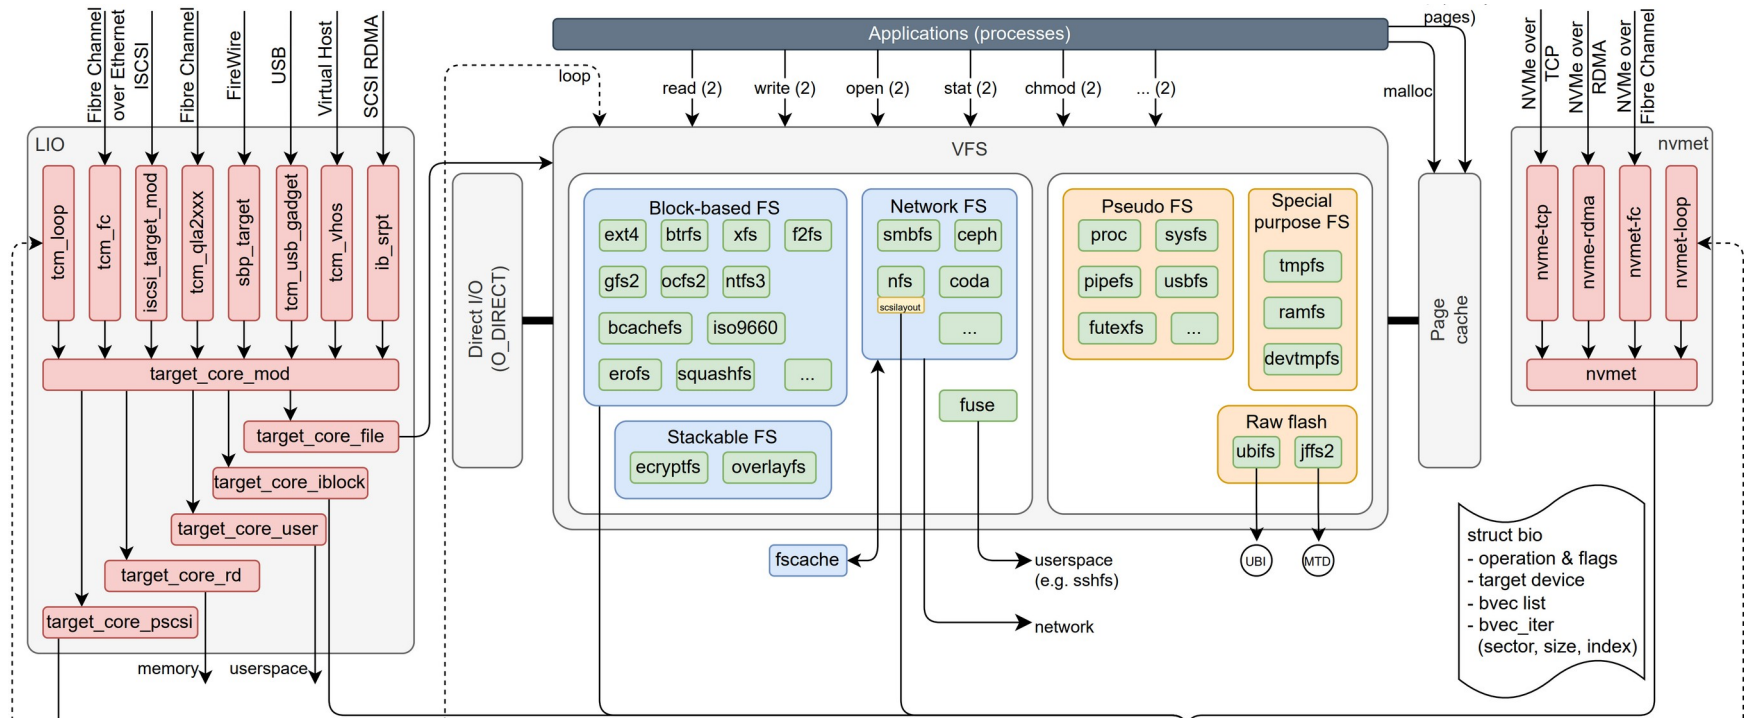 pages)
Applications (processes)
Fibre Channel
over Ethernet
ISCSI
Fibre Channel
FireWire
USB
Virtual Host
SCSI RDMA
loop
read (2)
write (2)
open (2)
stat (2)
chmod (2)
... (2)
malloc
NVMe over
TCP
NVMe over
RDMA
NVMe over
Fibre Channel
LIO
tcm_loop
tcm_fc
iscsi_target_mod
tcm_qla2xxx
sbp_target
tcm_usb_gadget
tcm_vhos
ib_srpt
target_core_mod
target_core_file
target_core_iblock
target_core_user
target_core_rd
target_core_pscsi
memory
userspace
Direct I/O
(O_DIRECT)
VFS
Block-based FS
ext4
btrfs
xfs
f2fs
gfs2
ocfs2
ntfs3
bcachefs
iso9660
erofs
squashfs
...
Stackable FS
ecryptfs
overlayfs
Network FS
smbfs
ceph
nfs
coda
scsilayout
...
fuse
Pseudo FS
proc
sysfs
pipefs
usbfs
futexfs
...
Special
purpose FS
tmpfs
ramfs
devtmpfs
Raw flash
ubifs
jffs2
fscache
userspace
(e.g. sshfs)
network
UBI
MTD
Page
cache
nvmet
nvme-tcp
nvme-rdma
nvmet-fc
nvmet-loop
nvmet
struct bio
- operation & flags
- target device
- bvec list
- bvec_iter
(sector, size, index)